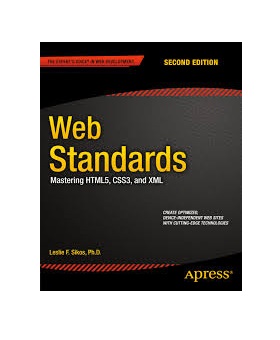 THE EXPERT'S VOICE® IN WEB DEVELOPMENT
SECOND EDITION
Web
Standards
Mastering HTML5, CSS3, and XML
CREATE OPTIMIZED,
DEVICE-INDEPENDENT WEB SITES
WITH CUTTING-EDGE TECHNOLOGIES
Leslie F. Sikos, Ph.D.
Apress®